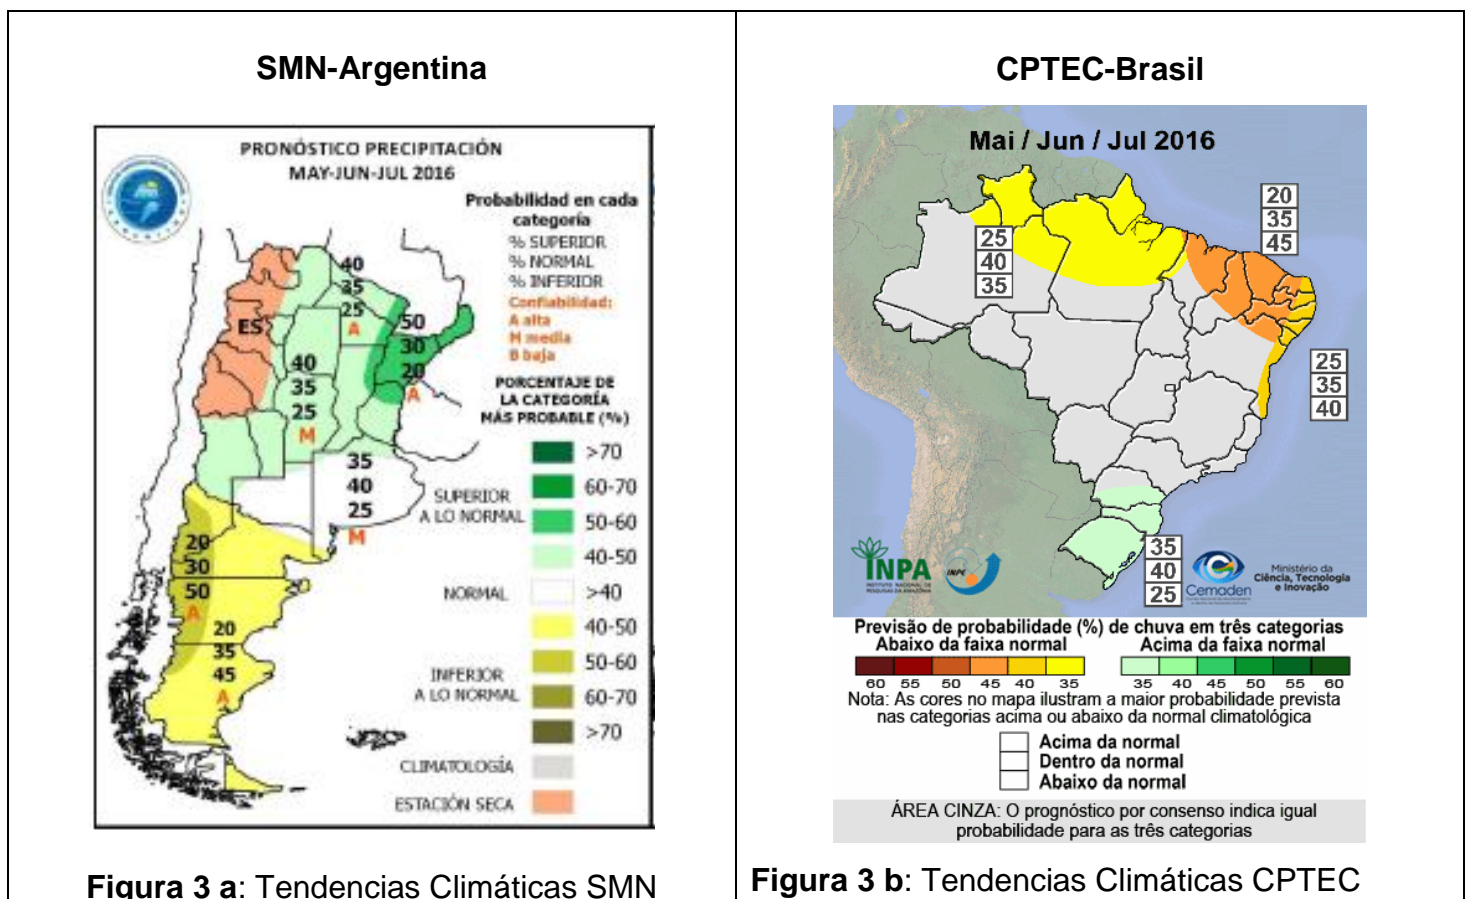 SMN-Argentina
PRONÓSTICO PRECIPITACIÓN
MAY-JUN-JUL 2016
Probabilidad en cada
categoría
% SUPERIOR
% NORMAL
% INFERIOR
Confiabilidad:
A alta
M media
B baja
40
35
25
A
50
30
20
A
ES
40
35
25
M
35
40
25
M
20
30
50
A
20
35
45
A
PORCENTAJE DE
LA CATEGORÍA
MÁS PROBABLE (%)
>70
60-70
SUPERIOR
A LO NORMAL
50-60
40-50
NORMAL
>40
40-50
50-60
INFERIOR
A LO NORMAL
60-70
>70
CLIMATOLOGÍA
ESTACIÓN SECA
Figura 3 a: Tendencias Climáticas SMN
CPTEC-Brasil
Mai / Jun / Jul 2016
20
35
45
25
40
35
25
35
40
35
40
25
INPA
INSTITUTO NACIONAL DE
PESQUISAS DA AMAZÔNIA
INPE
Cemaden
Ministério da
Ciência, Tecnologia
e Inovação
Previsão de probabilidade (%) de chuva em três categorias
Abaixo da faixa normal Acima da faixa normal
60 55 50 45 40 35 35 40 45 50 55 60
Nota: As cores no mapa ilustram a maior probabilidade prevista
nas categorias acima ou abaixo da normal climatológica
Acima da normal
Dentro da normal
Abaixo da normal
ÁREA CINZA: O prognóstico por consenso indica igual
probabilidade para as três categorias
Figura 3 b: Tendencias Climáticas CPTEC